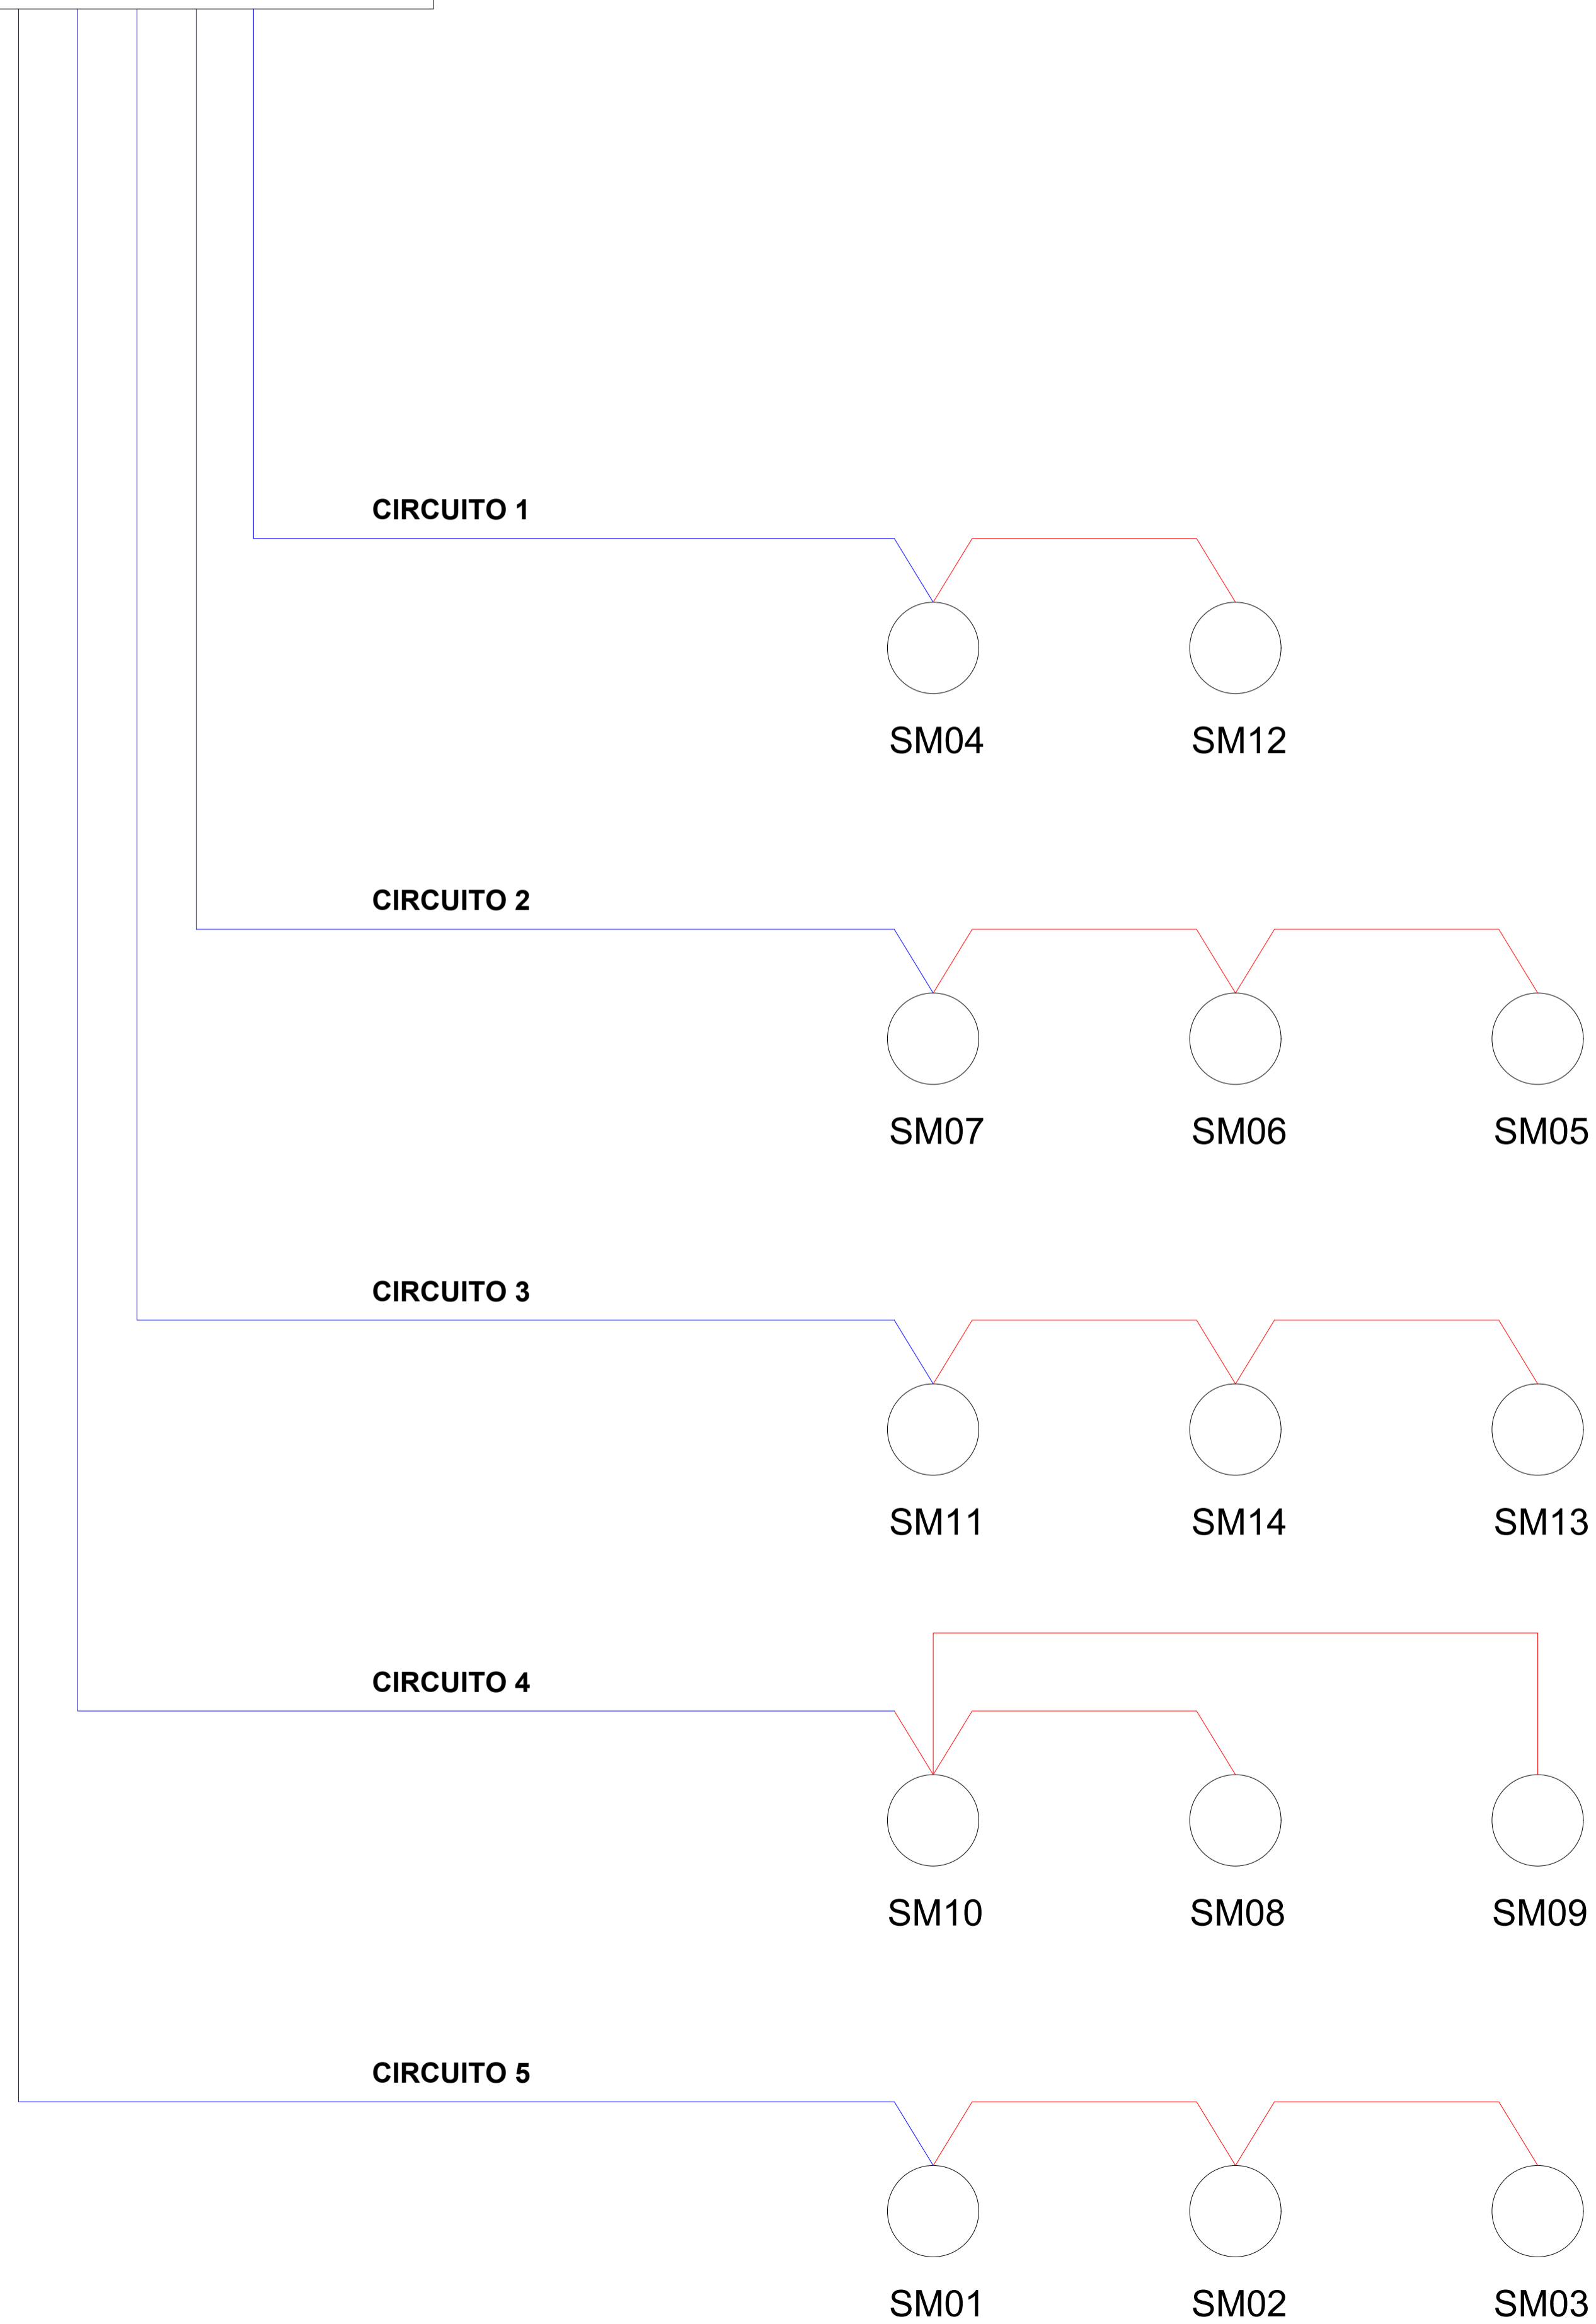 CIRCUITO 1
SM04 SM12
CIRCUITO 2
SM07 SM06 SM05
CIRCUITO 3
SM11 SM14 SM13
CIRCUITO 4
SM10 SM08 SM09
CIRCUITO 5
SM01 SM02 SM03